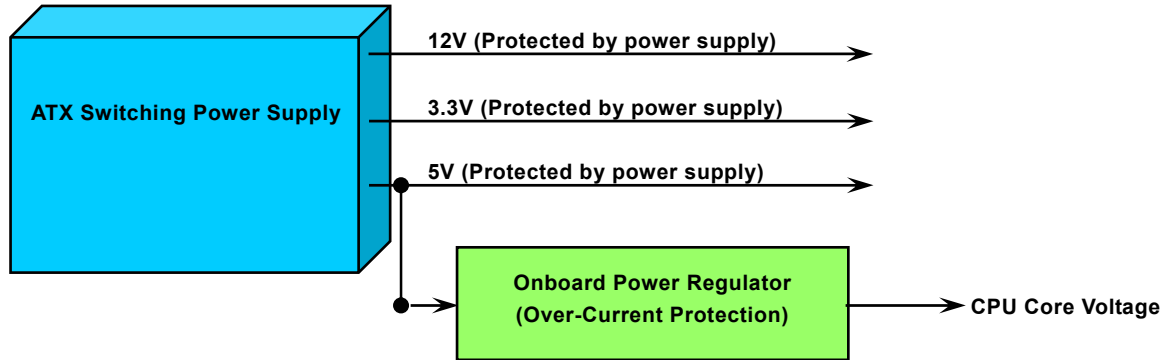 12V (Protected by power supply)
ATX Switching Power Supply
3.3V (Protected by power supply)
5V (Protected by power supply)
Onboard Power Regulator
(Over-Current Protection)
CPU Core Voltage